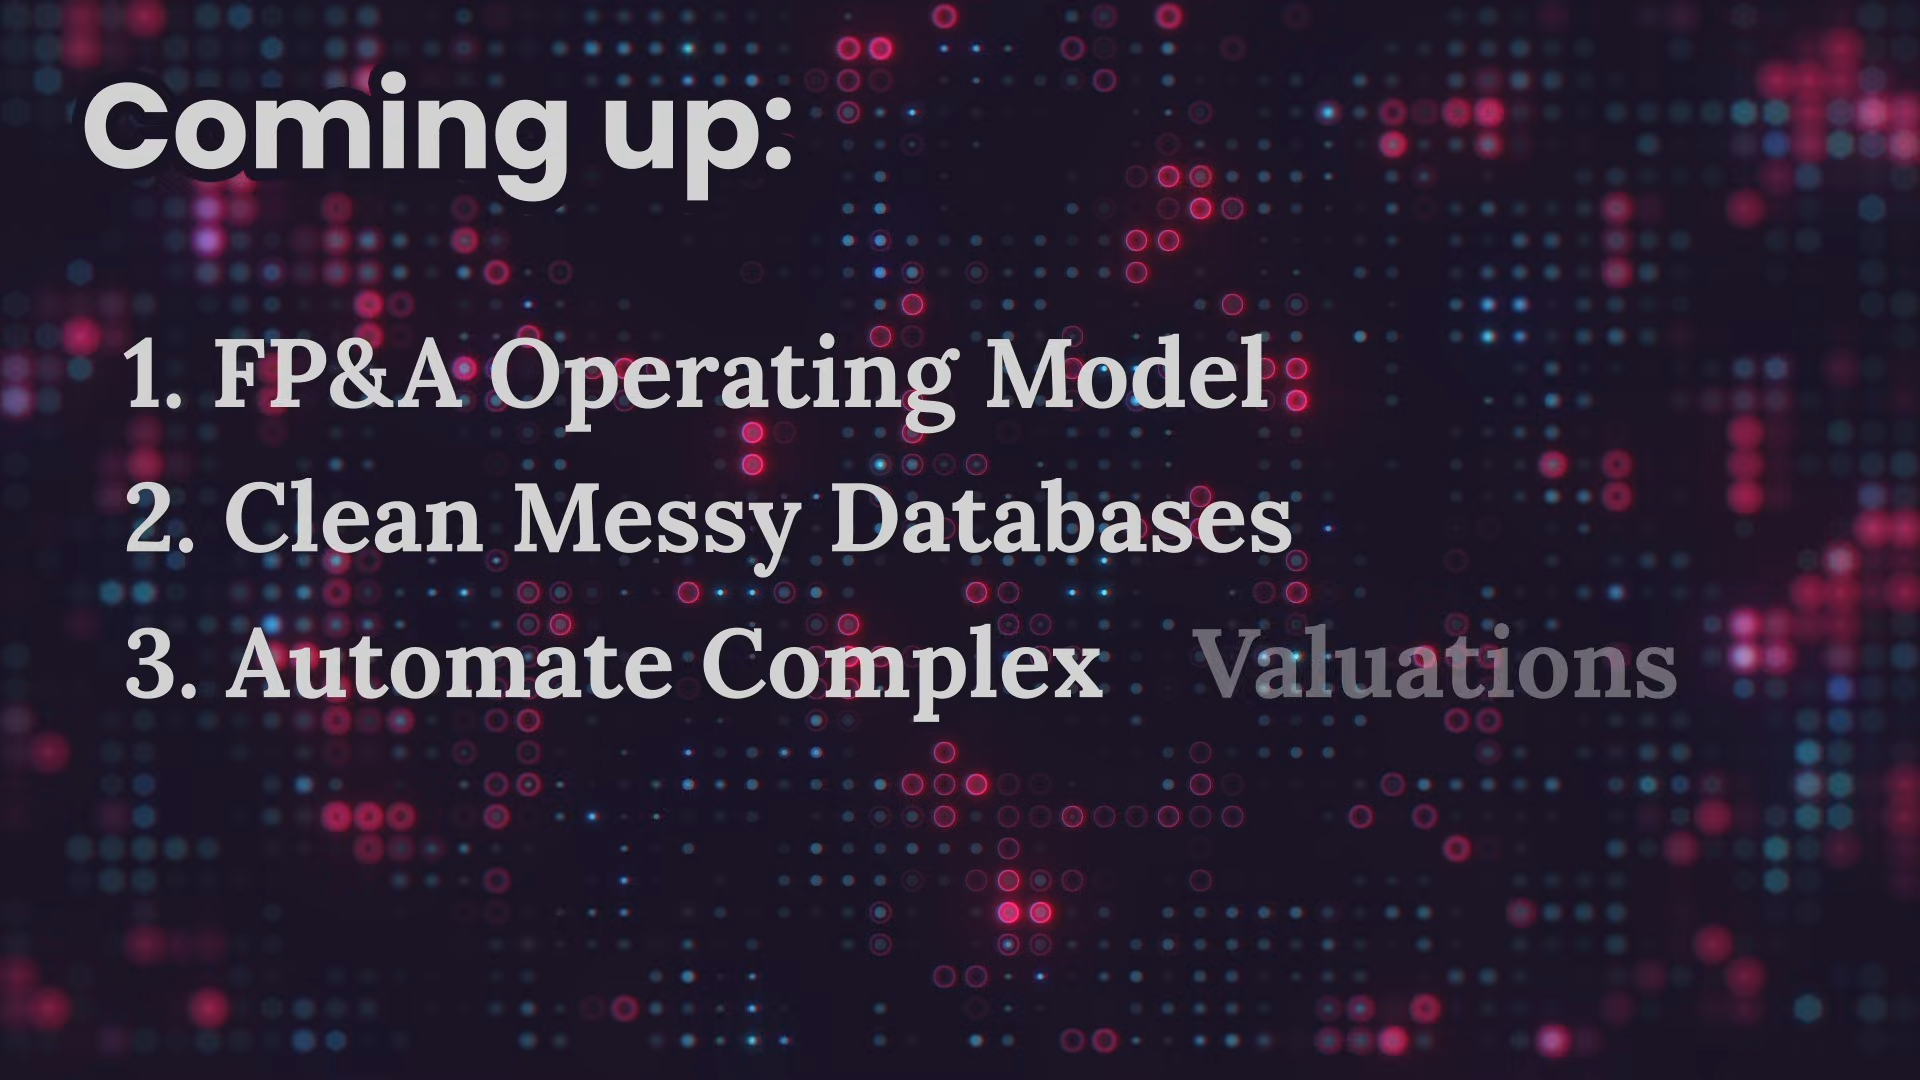 Coming up:
1. FP&A Operating Model
2. Clean Messy Databases
3. Automate Complex Valuations